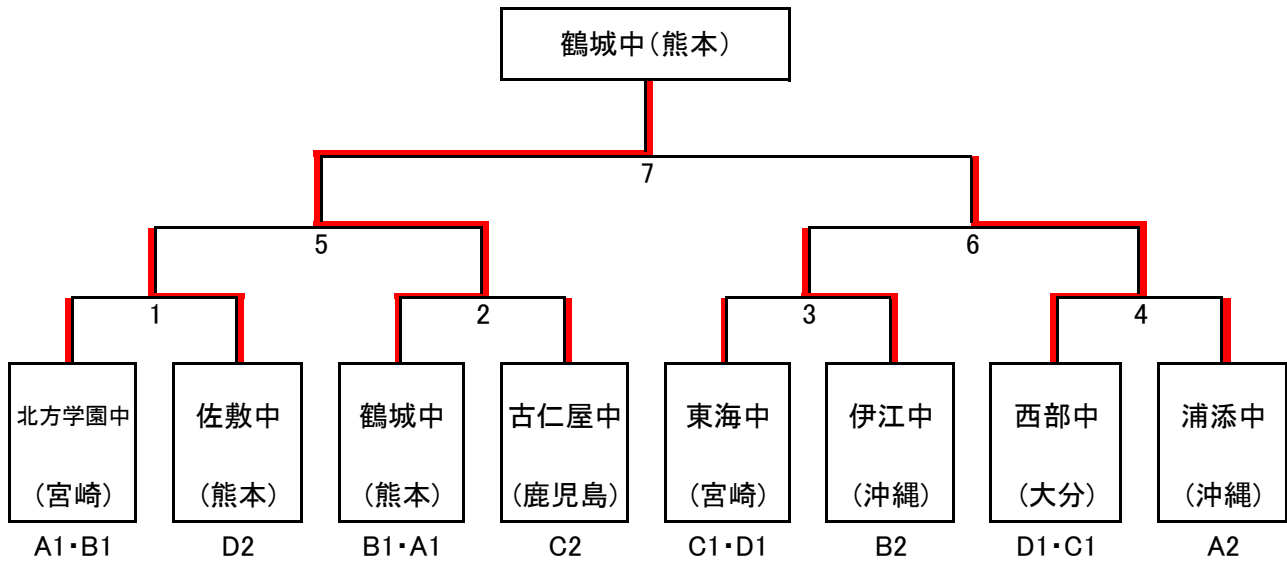 鶴城中(熊本)
7
5
6
1
2
3
4
北方学園中
(宮崎)
佐敷中
(熊本)
鶴城中
(熊本)
古仁屋中
(鹿児島)
東海中
(宮崎)
伊江中
(沖縄)
西部中
(大分)
浦添中
(沖縄)
A1・B1
D2
B1・A1
C2
C1・D1
B2
D1・C1
A2